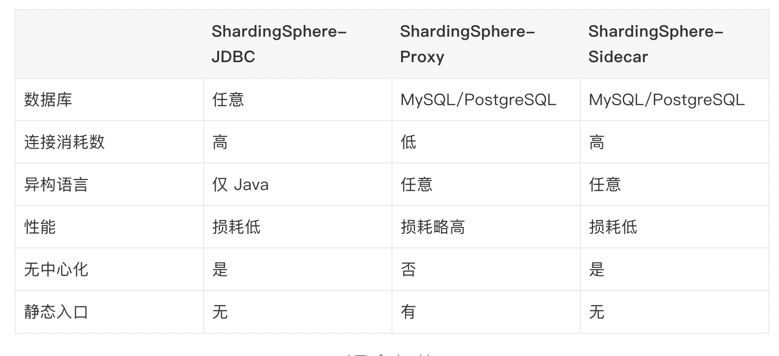 ShardingSphere-JDBC ShardingSphere-Proxy ShardingSphere-Sidecar
数据库 任意 MySQL/PostgreSQL MySQL/PostgreSQL
连接消耗数 高 低 高
异构语言 仅 Java 任意 任意
性能 损耗低 损耗略高 损耗低
无中心化 是 否 是
静态入口 无 有 无